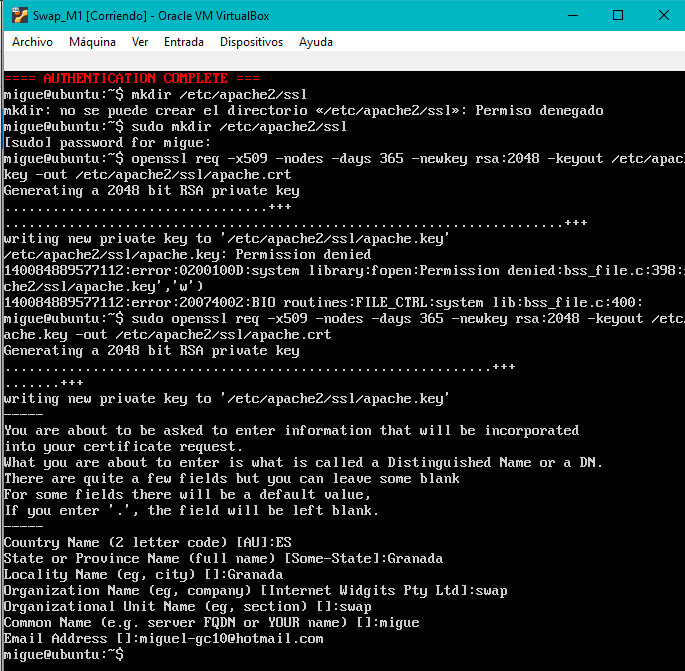 Swap_M1 [Corriendo] - Oracle VM VirtualBox
Archivo Máquina Ver Entrada Dispositivos Ayuda
==== AUTHENTICATION COMPLETE ===
migue@ubuntu:~$ mkdir /etc/apache2/ssl
mkdir: no se puede crear el directorio «/etc/apache2/ssl»: Permiso denegado
migue@ubuntu:~$ sudo mkdir /etc/apache2/ssl
[sudo] password for migue:
migue@ubuntu:~$ openssl req -x509 -nodes -days 365 -newkey rsa:2048 -keyout /etc/apac
key -out /etc/apache2/ssl/apache.crt
Generating a 2048 bit RSA private key
.................................+++
......................................................................+++
writing new private key to '/etc/apache2/ssl/apache.key'
/etc/apache2/ssl/apache.key: Permission denied
140084889577112:error:0200100D:system library:fopen:Permission denied:bss_file.c:398:
che2/ssl/apache.key','w')
140084889577112:error:20074002:BIO routines:FILE_CTRL:system lib:bss_file.c:400:
migue@ubuntu:~$ sudo openssl req -x509 -nodes -days 365 -newkey rsa:2048 -keyout /etc/
ache.key -out /etc/apache2/ssl/apache.crt
Generating a 2048 bit RSA private key
.............................................................+++
.......+++
writing new private key to '/etc/apache2/ssl/apache.key'
-----
You are about to be asked to enter information that will be incorporated
into your certificate request.
What you are about to enter is what is called a Distinguished Name or a DN.
There are quite a few fields but you can leave some blank
For some fields there will be a default value,
If you enter '.', the field will be left blank.
-----
Country Name (2 letter code) [AU]:ES
State or Province Name (full name) [Some-State]:Granada
Locality Name (eg, city) []:Granada
Organization Name (eg, company) [Internet Widgits Pty Ltd]:swap
Organizational Unit Name (eg, section) []:swap
Common Name (e.g. server FQDN or YOUR name) []:migue
Email Address []:miguel-gc10@hotmail.com
migue@ubuntu:~$